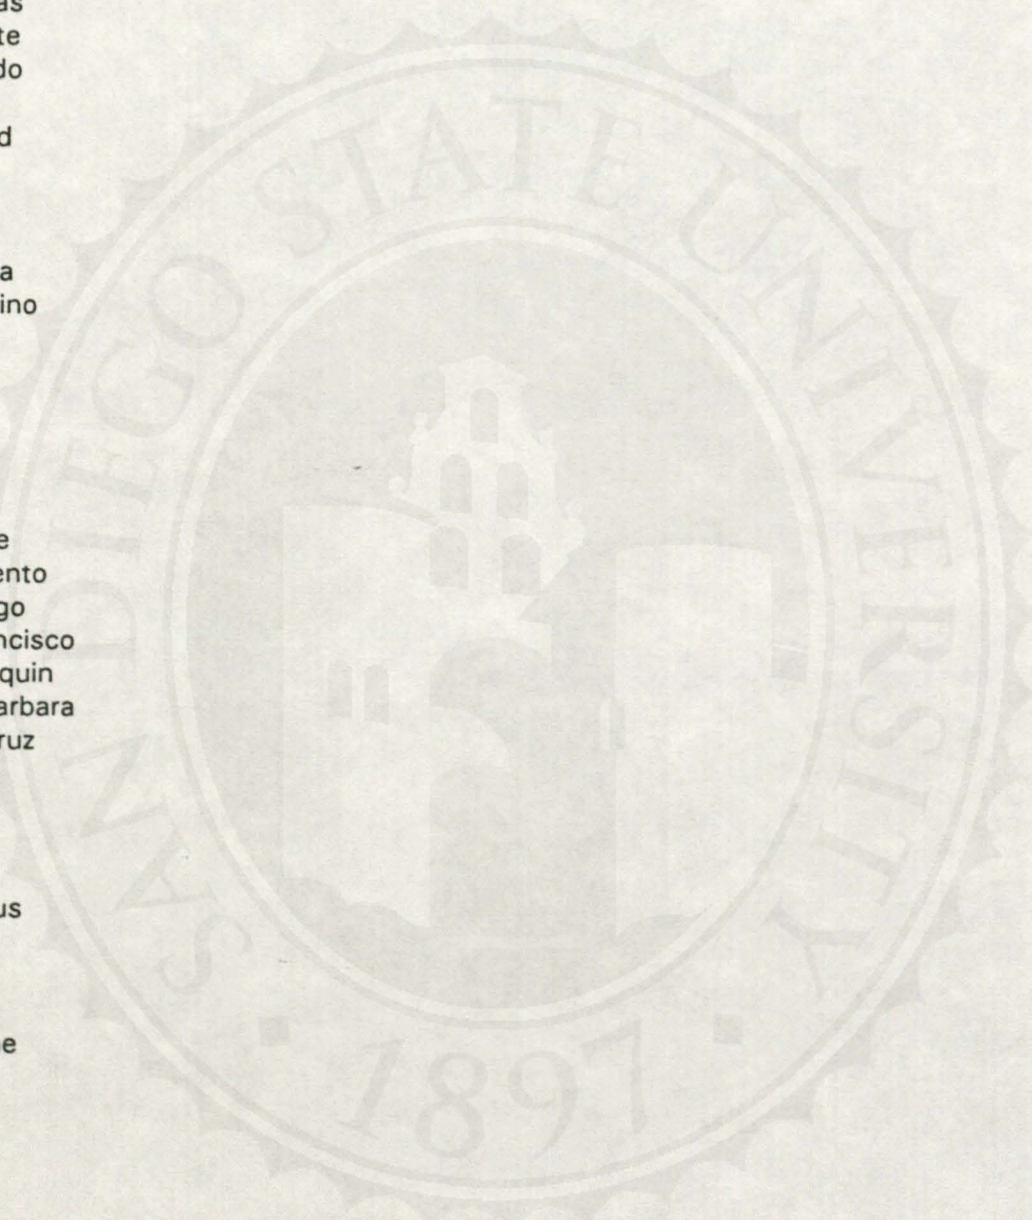 as
te
do
d
a
ino
e
ento
go
ncisco
quin
arbara
ruz
us
e
SAN DIEGO STATE UNIVERSITY
1897